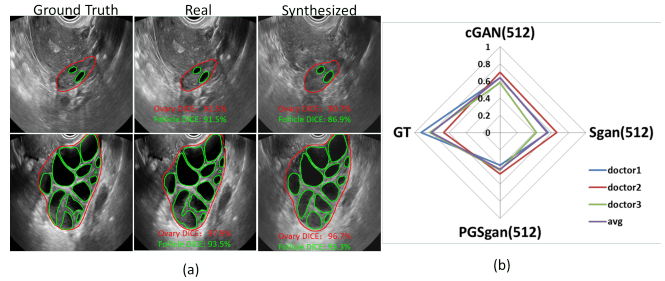 Ground Truth
Real
Synthesized
Follicle DICE: 91.5%
Follicle DICE: 86.9%
Ovary DICE:
Follicle DICE: 93.5%
Ovary DICE: 96.7%
Follicle DICE:
(a)
cGAN(512)
1
0.8
0.6
0.4
0.2
0
GT
Sgan(512)
PGSgan(512)
doctor1
doctor2
doctor3
avg
(b)